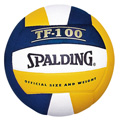 TF-100
SPALDING
OFFICIAL SIZE AND WEIGHT